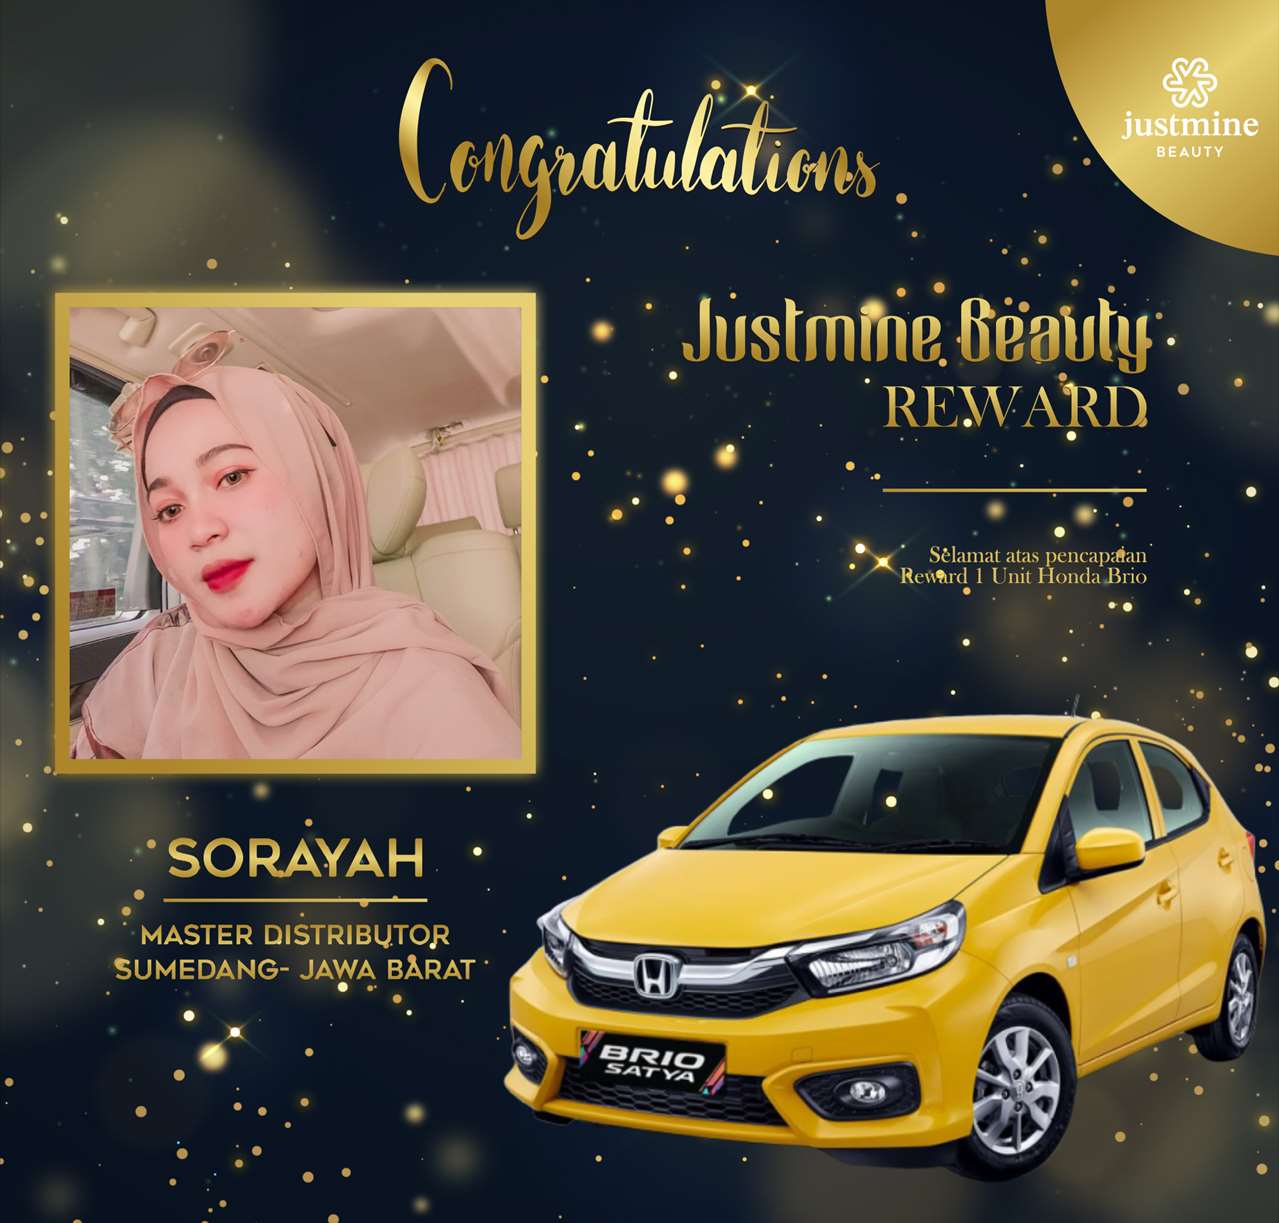 Congratulations
justmine
BEAUTY
Justmine Beauty
REWARD
Selamat atas pencapaian
Reward 1 Unit Honda Brio
SORAYAH
MASTER DISTRIBUTOR
SUMEDANG- JAWA BARAT
BRIO
SATYA